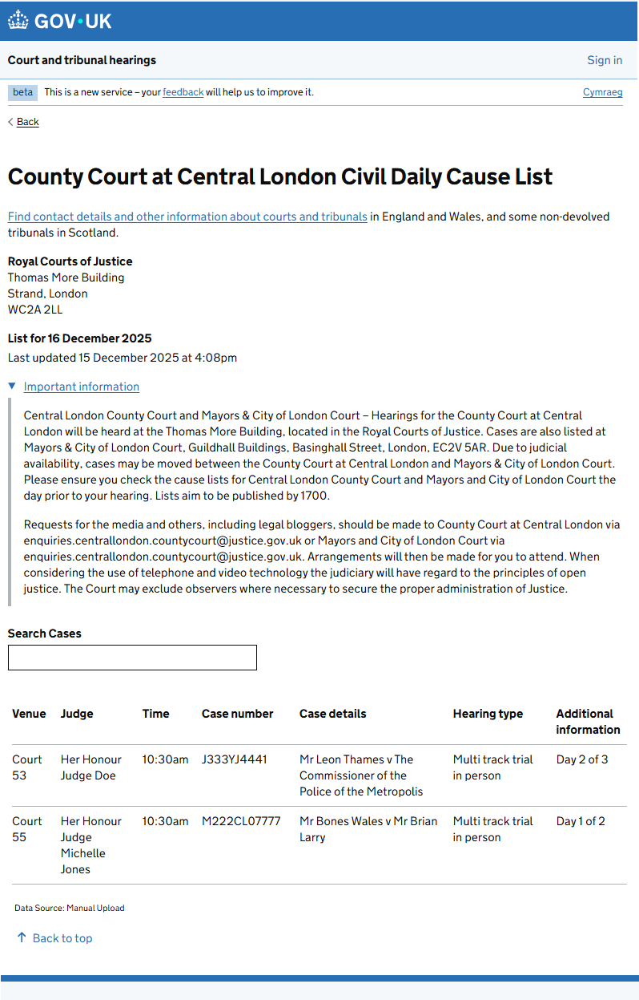 GOV·UK
Court and tribunal hearings
Sign in
beta
This is a new service – your feedback will help us to improve it.
Cymraeg
Back
County Court at Central London Civil Daily Cause List
Find contact details and other information about courts and tribunals in England and Wales, and some non-devolved
tribunals in Scotland.
Royal Courts of Justice
Thomas More Building
Strand, London
WC2A 2LL
List for 16 December 2025
Last updated 15 December 2025 at 4:08pm
Important information
Central London County Court and Mayors & City of London Court – Hearings for the County Court at Central
London will be heard at the Thomas More Building, located in the Royal Courts of Justice. Cases are also listed at
Mayors & City of London Court, Guildhall Buildings, Basinghall Street, London, EC2V 5AR. Due to judicial
availability, cases may be moved between the County Court at Central London and Mayors & City of London Court.
Please ensure you check the cause lists for Central London County Court and Mayors and City of London Court the
day prior to your hearing. Lists aim to be published by 1700.
Requests for the media and others, including legal bloggers, should be made to County Court at Central London via
enquiries.centrallondon.countycourt@justice.gov.uk or Mayors and City of London Court via
enquiries.centrallondon.countycourt@justice.gov.uk. Arrangements will then be made for you to attend. When
considering the use of telephone and video technology the judiciary will have regard to the principles of open
justice. The Court may exclude observers where necessary to secure the proper administration of Justice.
Search Cases
Venue Judge Time Case number Case details Hearing type Additional
information
Court Her Honour 10:30am J333YJ4441 Mr Leon Thames v The Multi track trial Day 2 of 3
53 Judge Doe Commissioner of the in person
Police of the Metropolis
Court Her Honour 10:30am M222CL07777 Mr Bones Wales v Mr Brian Multi track trial Day 1 of 2
55 Judge Larry in person
Michelle
Jones
Data Source: Manual Upload
Back to top